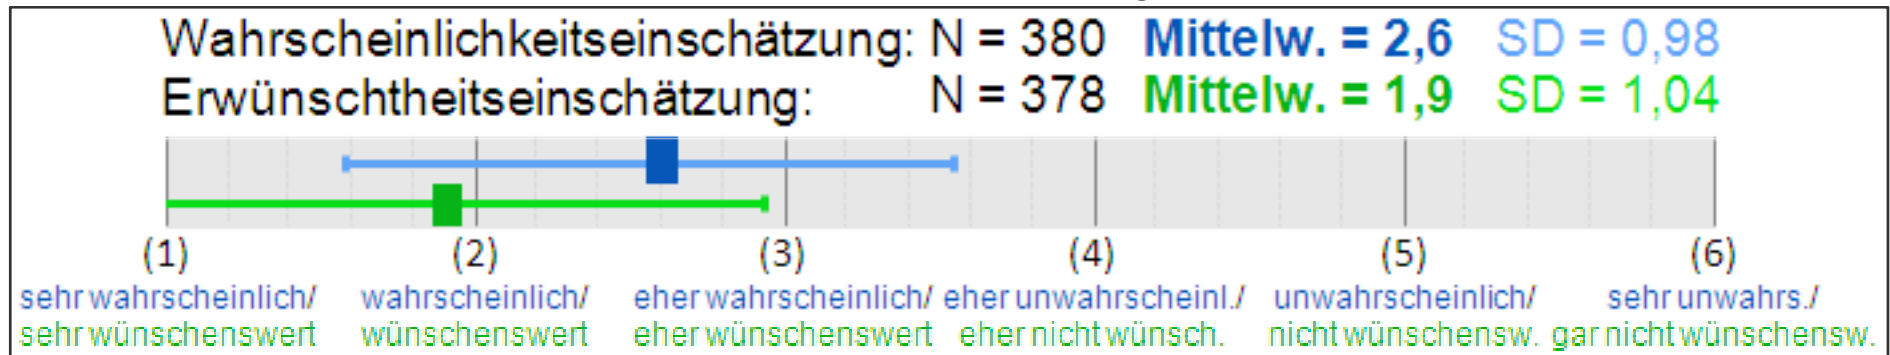 Wahrscheinlichkeitseinschätzung: N = 380 Mittelw. = 2,6 SD = 0,98
Erwünschtheitseinschätzung: N = 378 Mittelw. = 1,9 SD = 1,04
(1) (2) (3) (4) (5) (6)
sehr wahrscheinlich/ wahrscheinlich/ eher wahrscheinlich/ eher unwahrscheinl./ unwahrscheinlich/ sehr unwahrs./
sehr wünschenswert wünschenswert eher wünschenswert eher nicht wünsch. nicht wünschensw. gar nicht wünschensw.